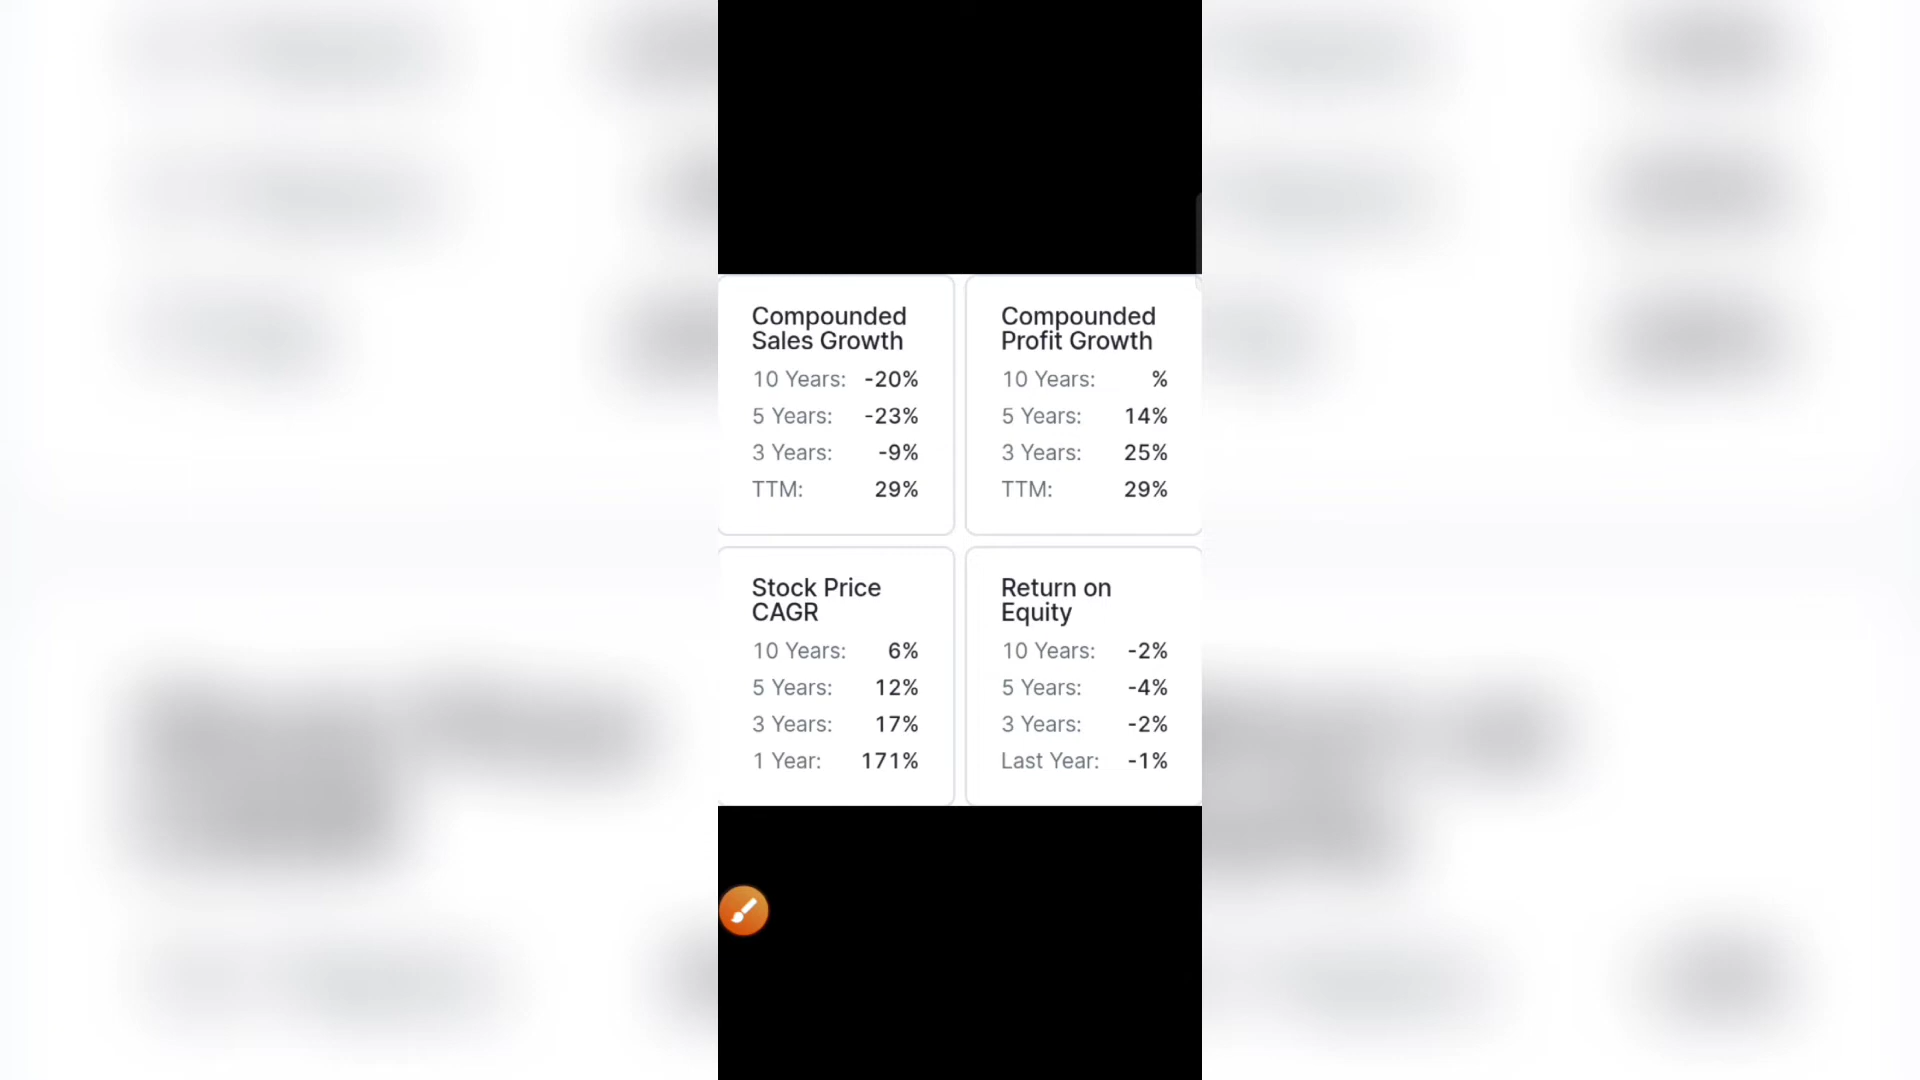 Compounded
Sales Growth
10 Years: -20%
5 Years: -23%
3 Years: -9%
TTM: 29%
Compounded
Profit Growth
10 Years: %
5 Years: 14%
3 Years: 25%
TTM: 29%
Stock Price
CAGR
10 Years: 6%
5 Years: 12%
3 Years: 17%
1 Year: 171%
Return on
Equity
10 Years: -2%
5 Years: -4%
3 Years: -2%
Last Year: -1%